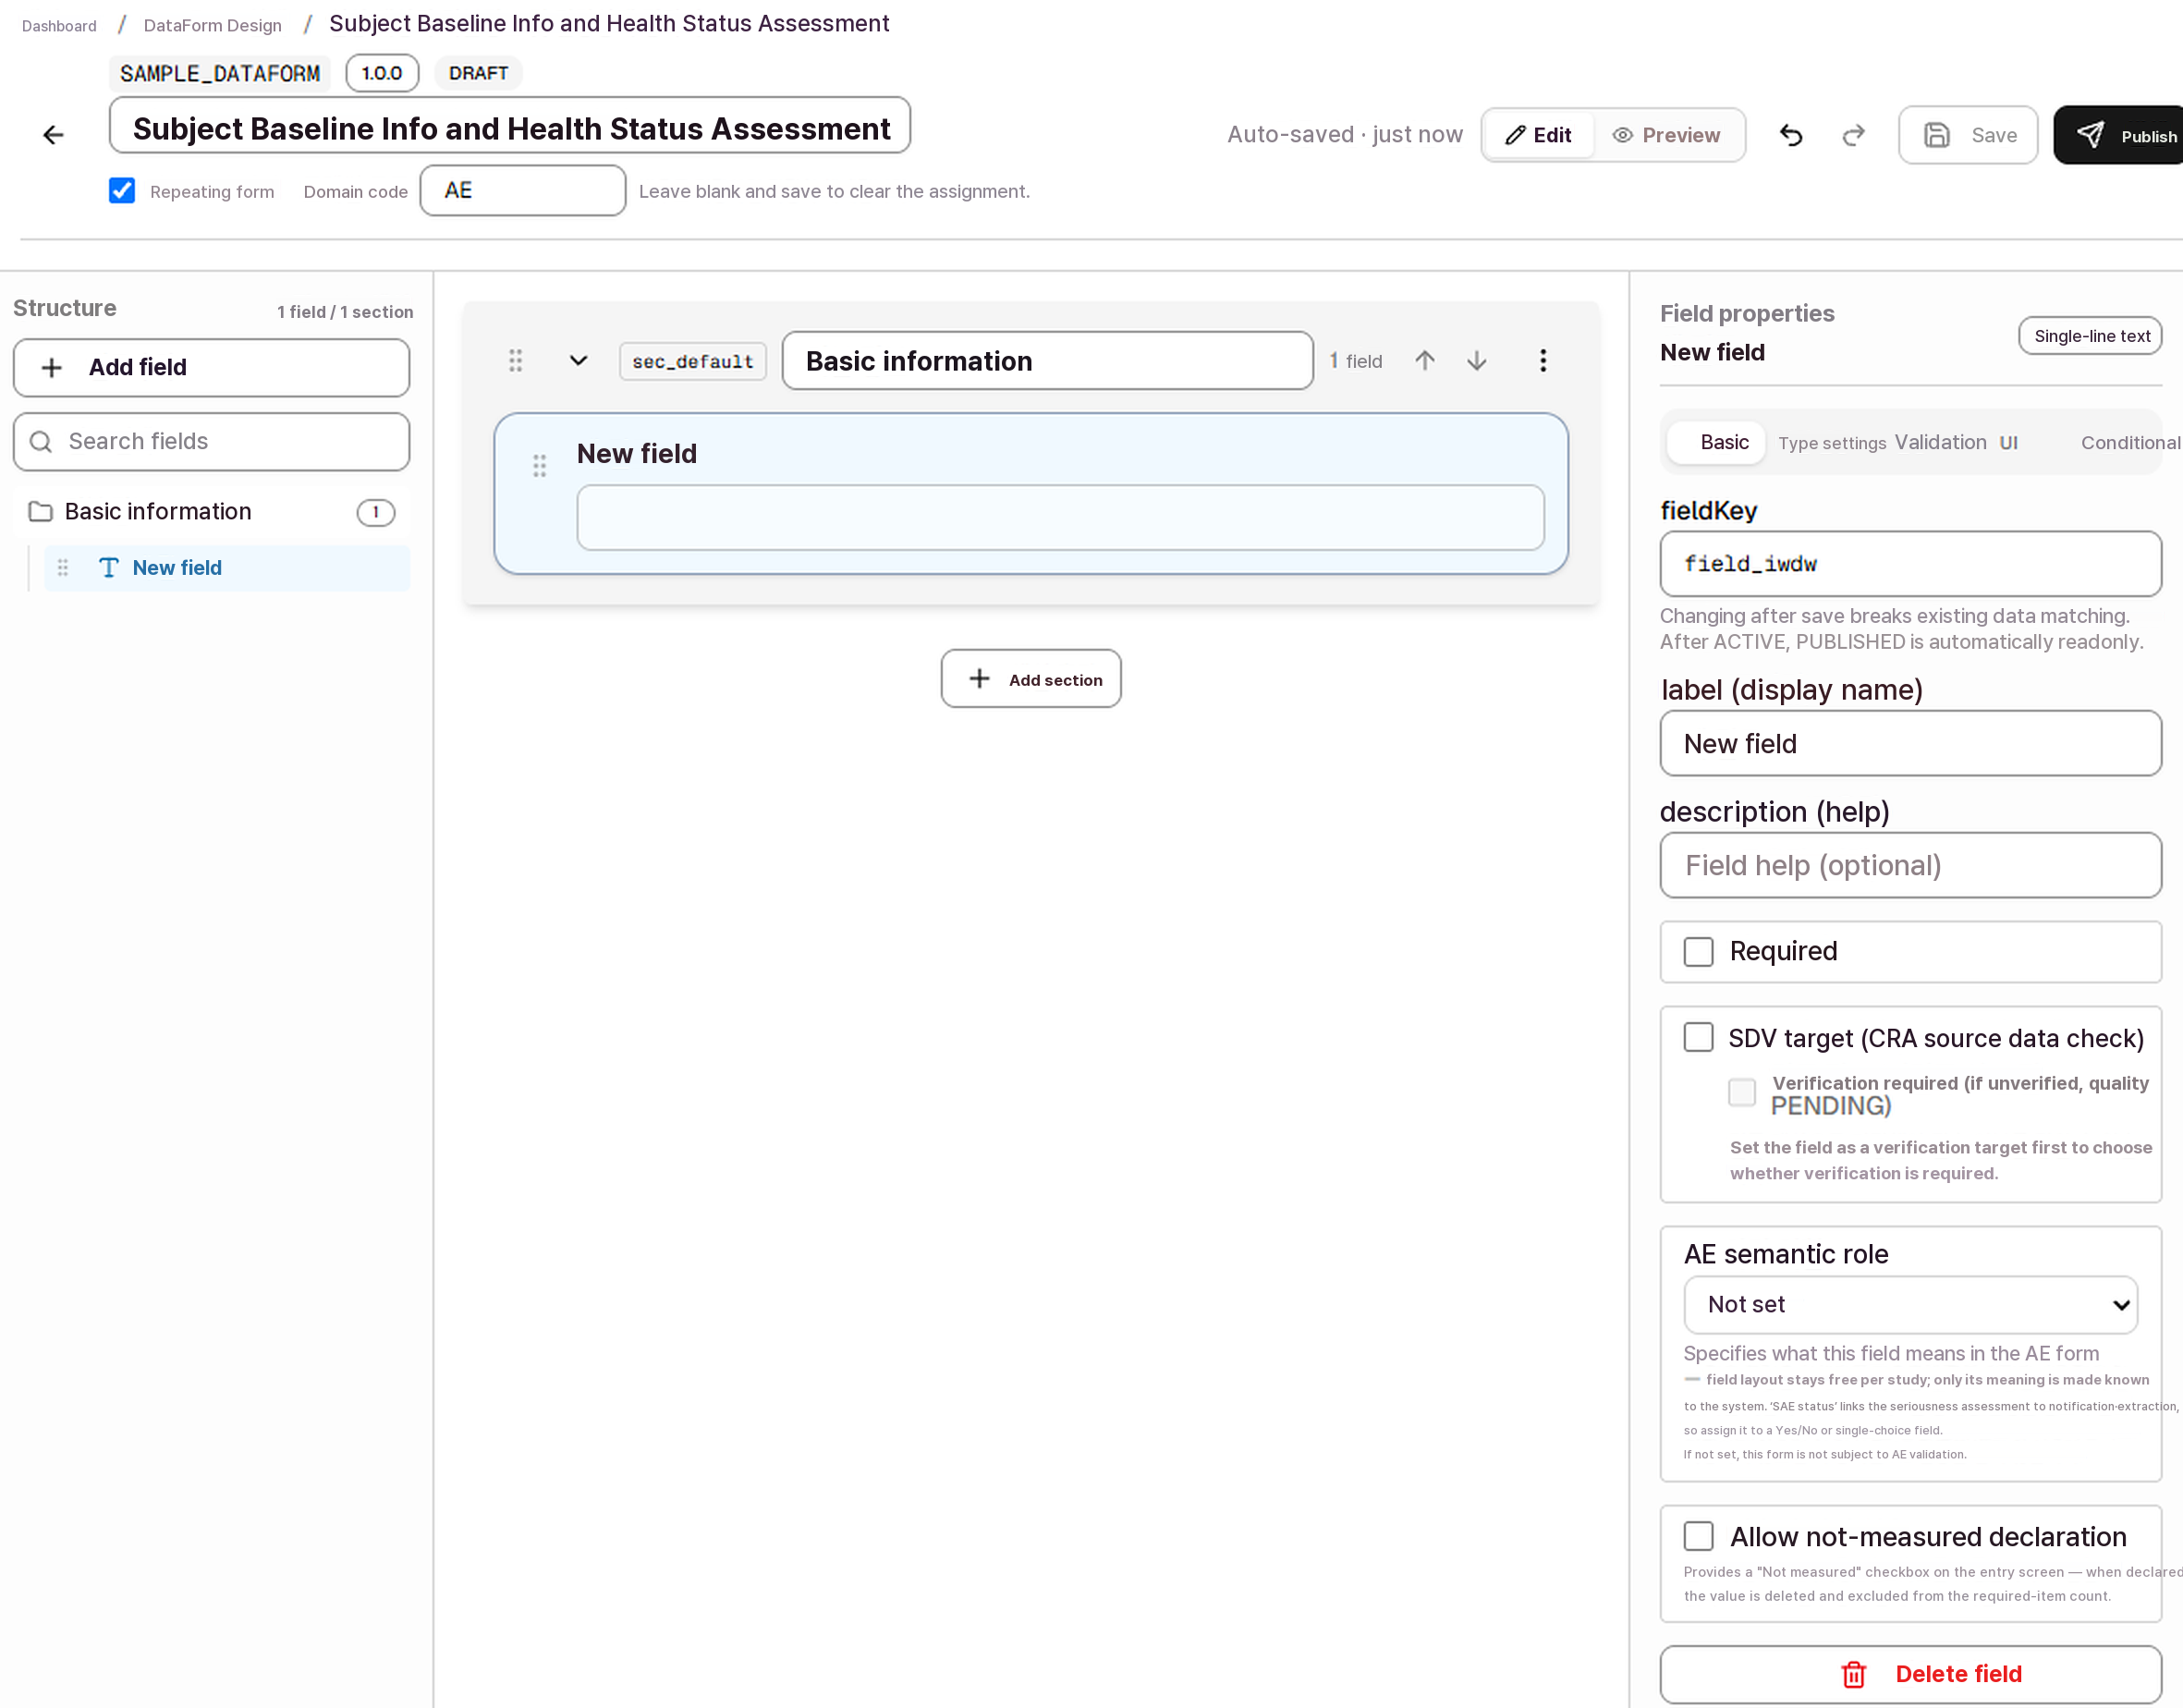 Dashboard / DataForm Design / Subject Baseline Info and Health Status Assessment
SAMPLE_DATAFORM 1.0.0 DRAFT
Subject Baseline Info and Health Status Assessment
Auto-saved · just now Edit Preview Save Publish
Repeating form Domain code AE Leave blank and save to clear the assignment.
Structure 1 field / 1 section
Add field
Search fields
Basic information 1
New field
sec_default Basic information 1 field
New field
Add section
Field properties
New field Single-line text
Basic Type settings Validation UI Conditional
fieldKey
field_iwdw
Changing after save breaks existing data matching.
After ACTIVE, PUBLISHED is automatically readonly.
label (display name)
New field
description (help)
Field help (optional)
Required
SDV target (CRA source data check)
Verification required (if unverified, quality
PENDING)
Set the field as a verification target first to choose
whether verification is required.
AE semantic role
Not set
Specifies what this field means in the AE form
— field layout stays free per study; only its meaning is made known
to the system. 'SAE status' links the seriousness assessment to notification·extraction,
so assign it to a Yes/No or single-choice field.
If not set, this form is not subject to AE validation.
Allow not-measured declaration
Provides a "Not measured" checkbox on the entry screen — when declared
the value is deleted and excluded from the required-item count.
Delete field